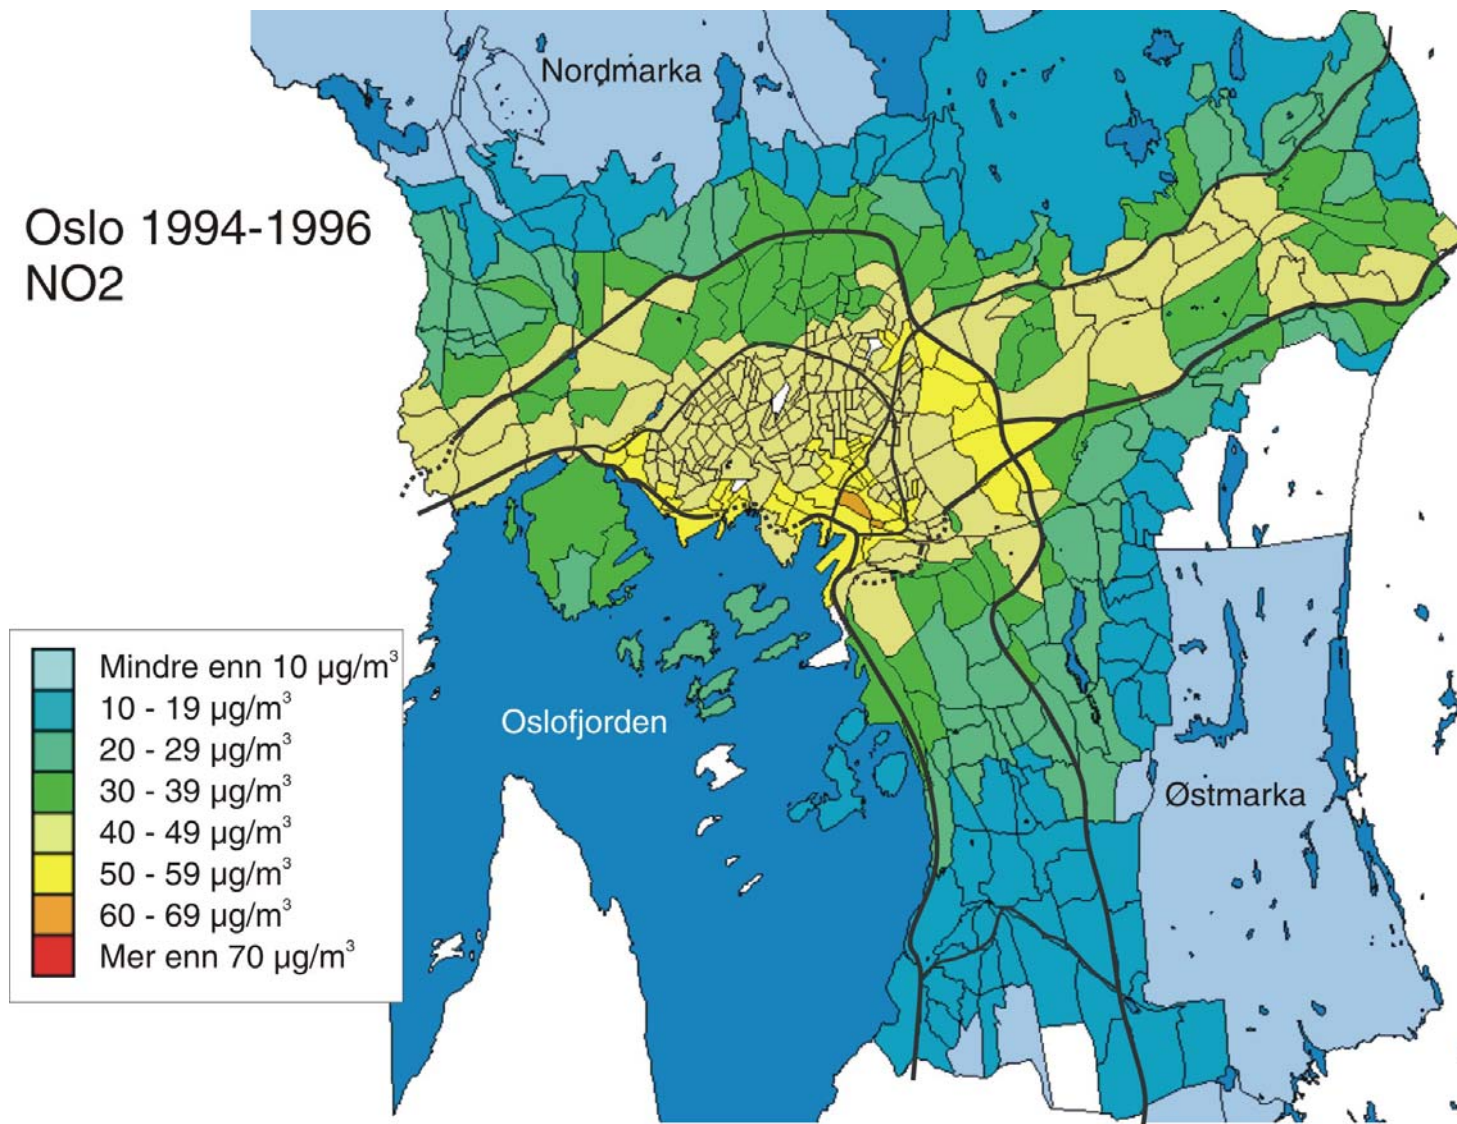 Nordmarka
Oslo 1994-1996
NO2
Mindre enn 10 µg/m³
10 - 19 µg/m³
20 - 29 µg/m³
30 - 39 µg/m³
40 - 49 µg/m³
50 - 59 µg/m³
60 - 69 µg/m³
Mer enn 70 µg/m³
Oslofjorden
Østmarka